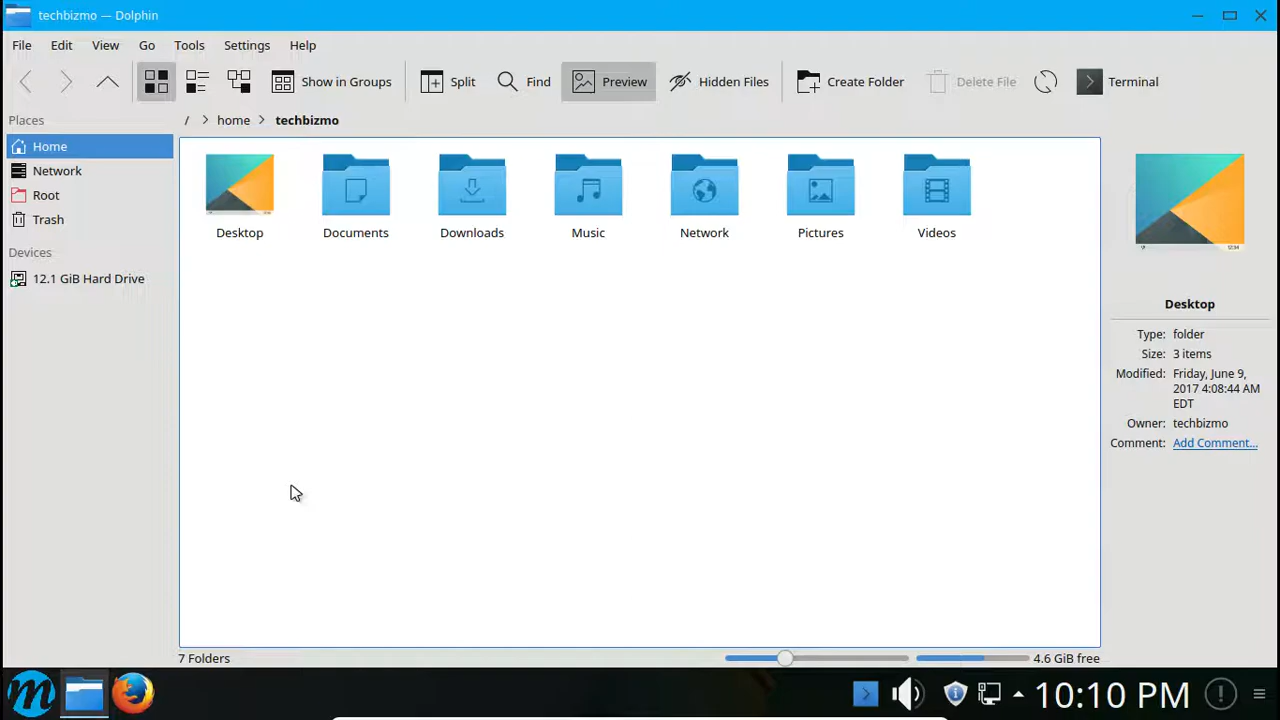 techbizmo — Dolphin
File Edit View Go Tools Settings Help
Show in Groups Split Find Preview Hidden Files Create Folder Delete File Terminal
Places
/ > home > techbizmo
Home
Network
Root
Trash
Devices
12.1 GiB Hard Drive
Desktop Documents Downloads Music Network Pictures Videos
Desktop
Type: folder
Size: 3 items
Modified: Friday, June 9,
2017 4:08:44 AM
EDT
Owner: techbizmo
Comment: Add Comment...
7 Folders
4.6 GiB free
m
10:10 PM